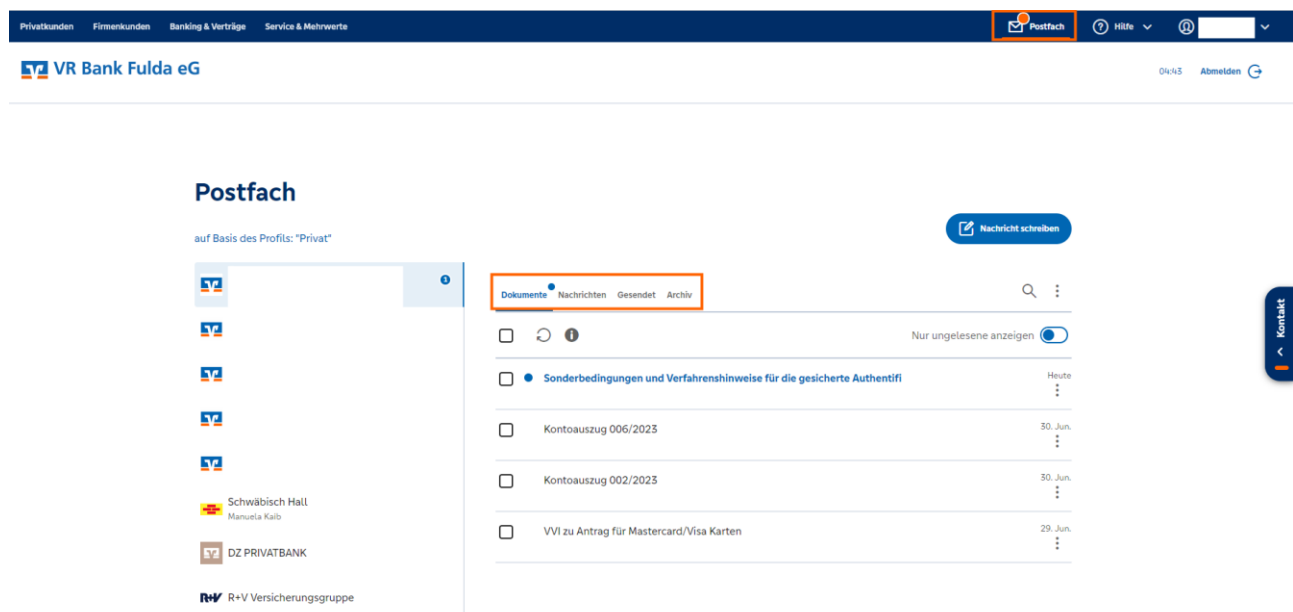 Privatkunden Firmenkunden Banking & Verträge Service & Mehrwerte Postfach Hilfe
VR Bank Fulda eG 04:43 Abmelden
Postfach
auf Basis des Profils: "Privat" Nachricht schreiben
1
Dokumente Nachrichten Gesendet Archiv
Nur ungelesene anzeigen
Sonderbedingungen und Verfahrenshinweise für die gesicherte Authentifi Heute
Kontoauszug 006/2023 30. Jun.
Kontoauszug 002/2023 30. Jun.
VVI zu Antrag für Mastercard/Visa Karten 29. Jun.
Schwäbisch Hall
Manuela Kaib
DZ PRIVATBANK
R+V R+V Versicherungsgruppe
Kontakt